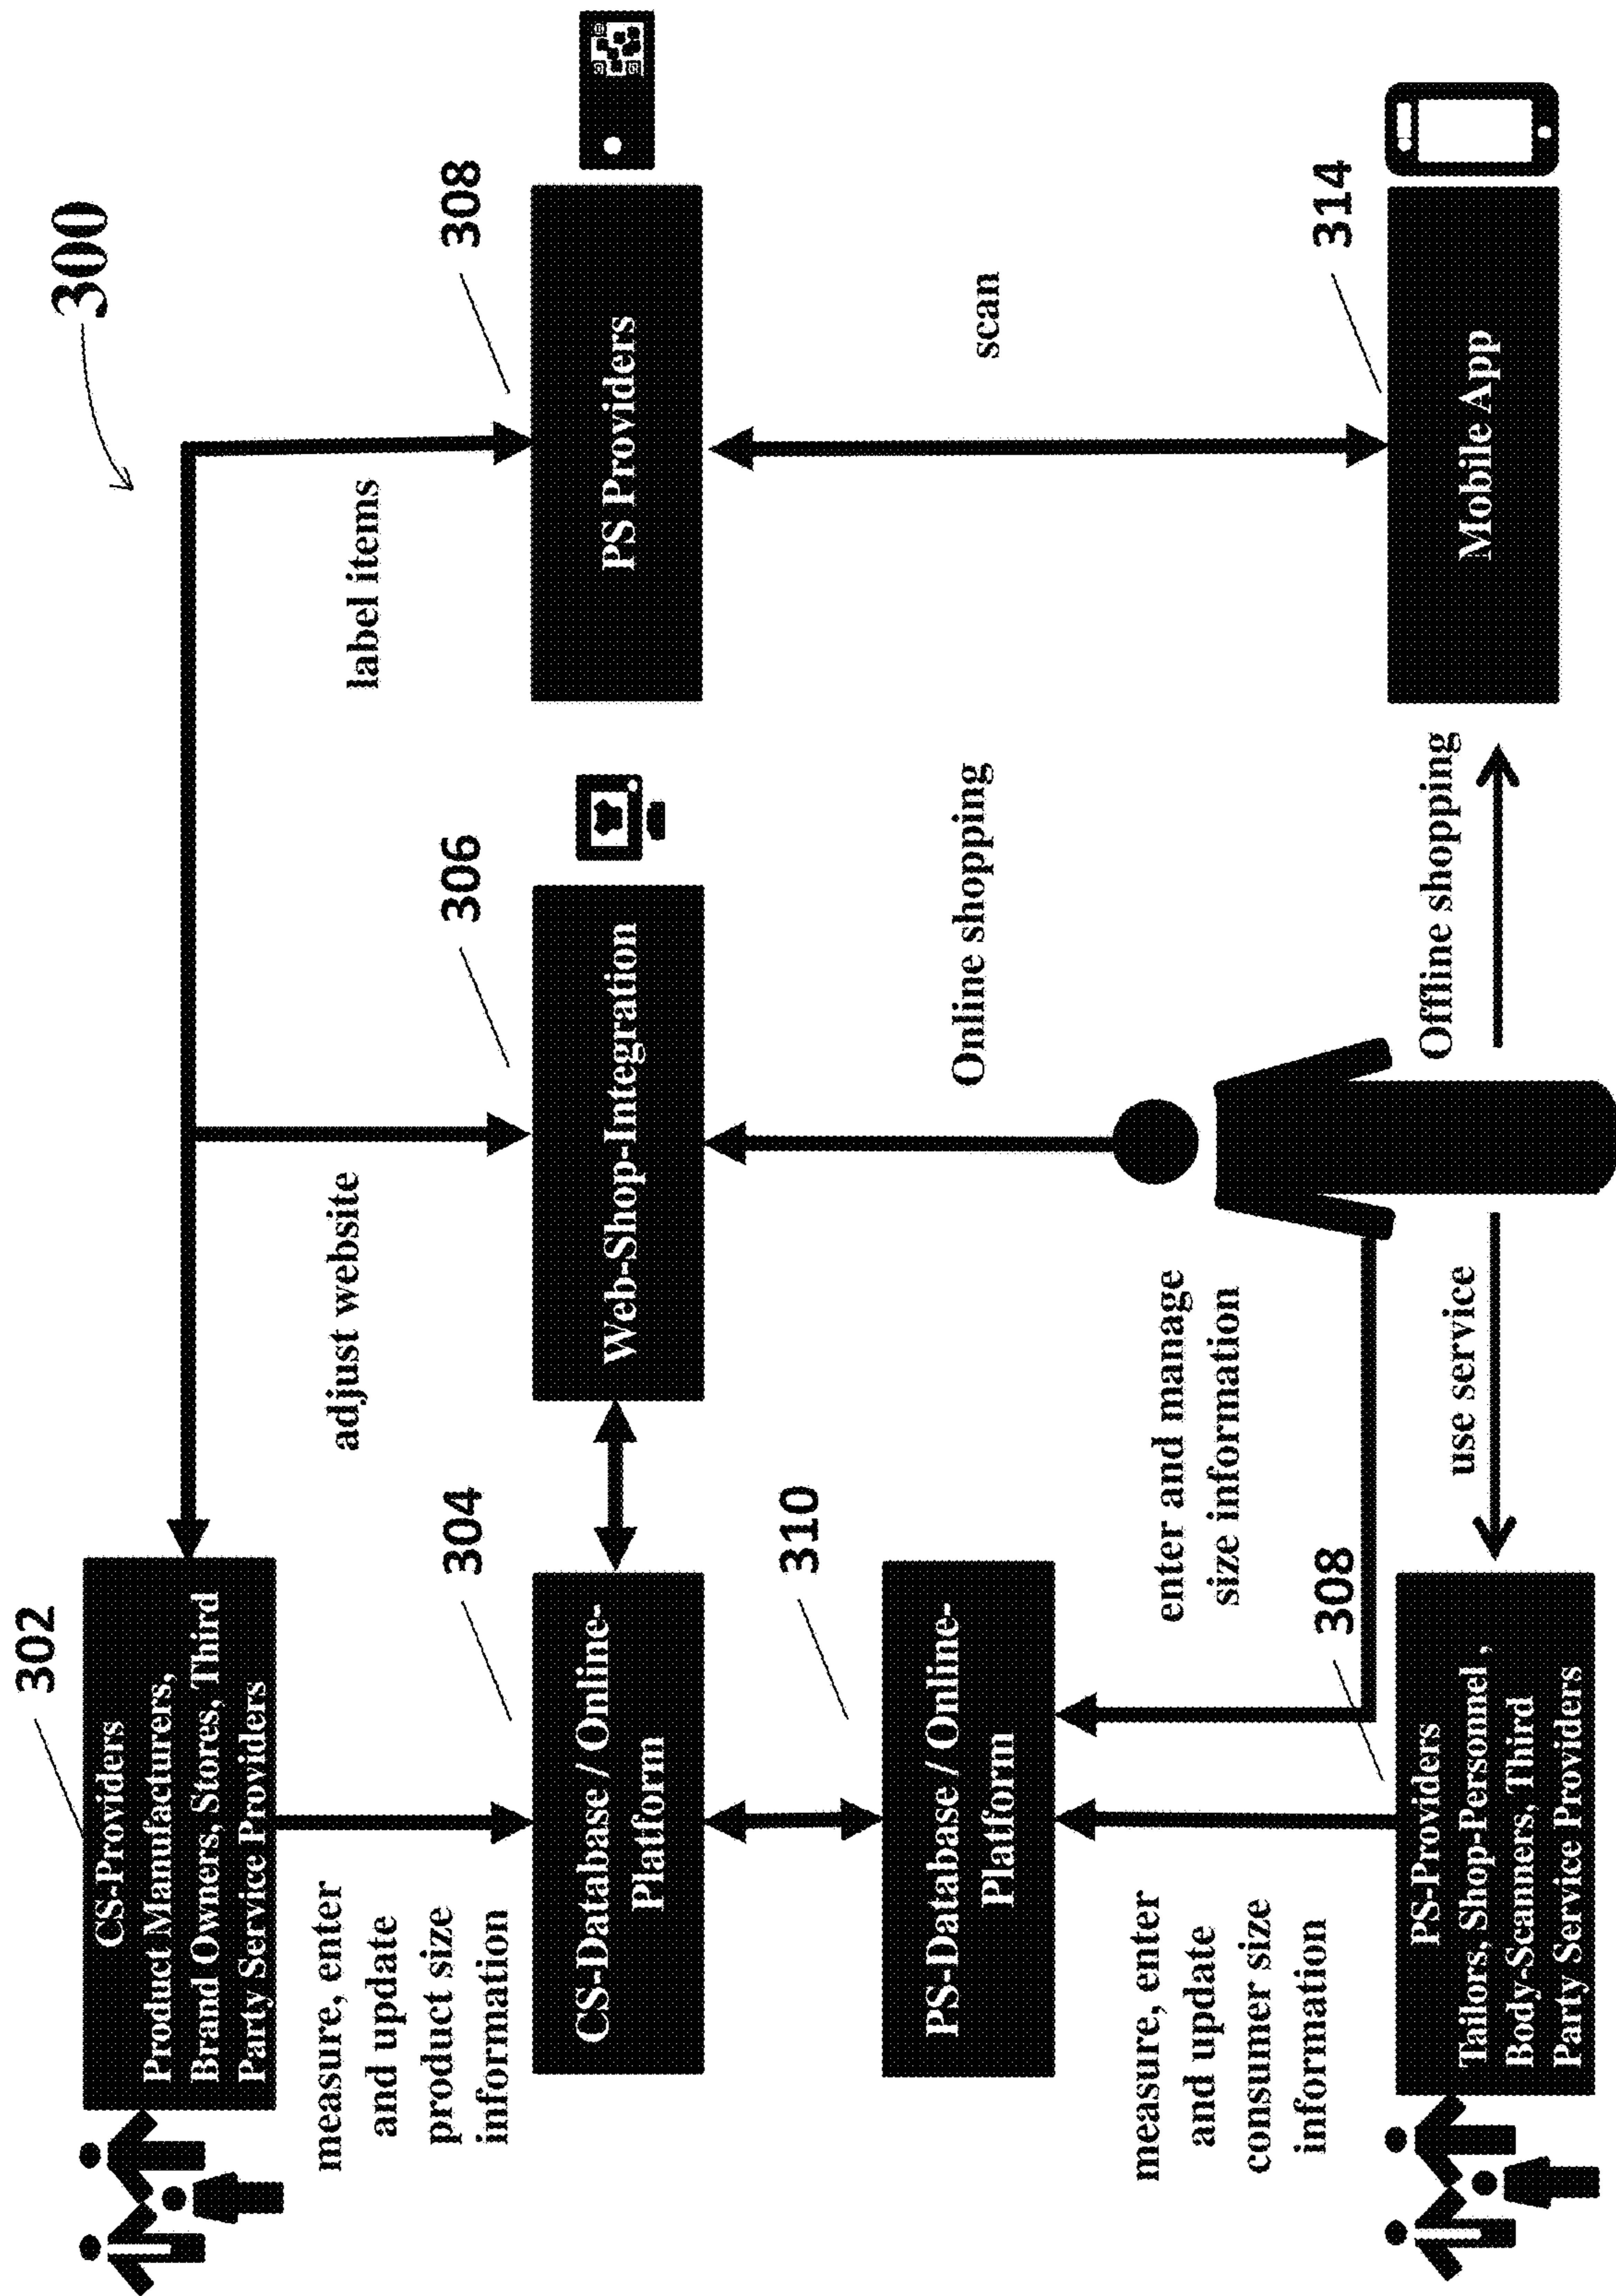 300
302
CS-Providers
Product Manufacturers,
Brand Owners, Stores, Third
Party Service Providers
label items
adjust website
measure, enter
and update
product size
information
304
CS-Database / Online-
Platform
306
Web-Shop-Integration
308
PS Providers
310
PS-Database / Online-
Platform
Online shopping
scan
enter and manage
size information
measure, enter
and update
consumer size
information
308
PS-Providers
Tailors, Shop-Personnel ,
Body-Scanners, Third
Party Service Providers
use service
Offline shopping
314
Mobile App